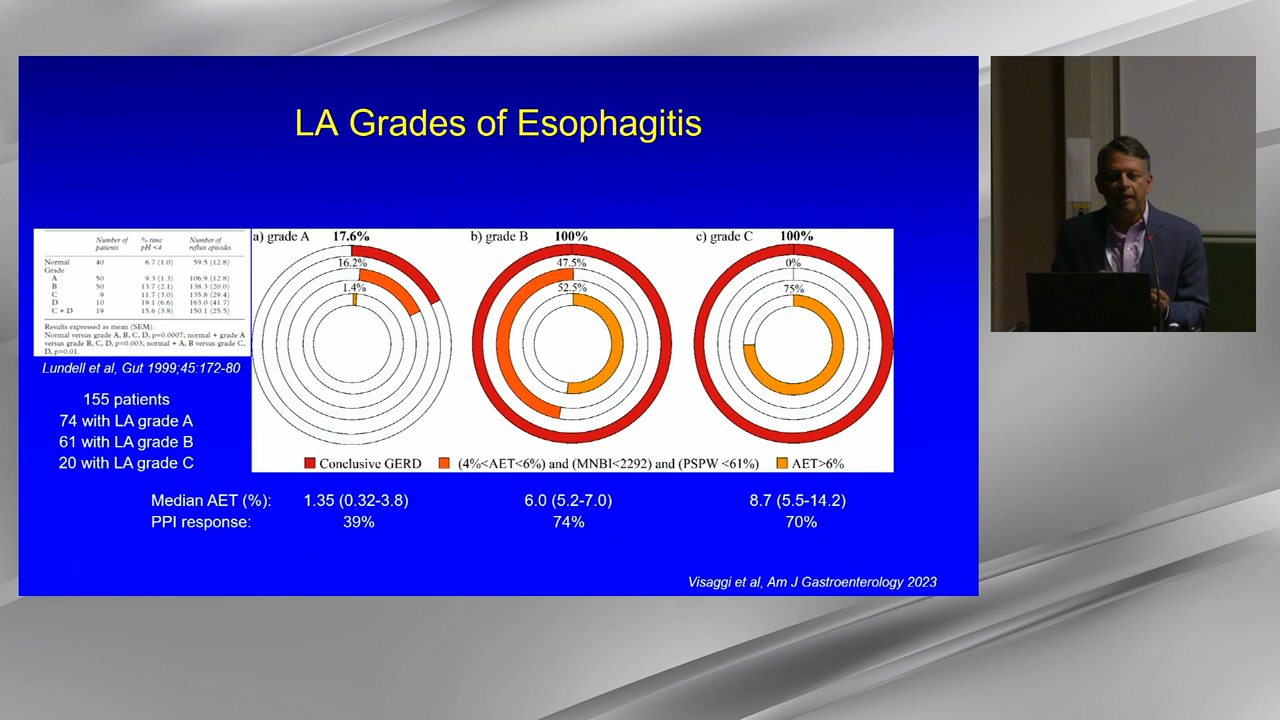 LA Grades of Esophagitis
Number of patients % time pH <4 Number of reflux episodes
Normal 40 6.7 (1.0) 59.5 (12.8)
Grade
A 50 9.3 (1.3) 106.9 (12.8)
B 50 13.7 (2.1) 138.3 (20.0)
C 9 11.7 (3.0) 135.8 (29.4)
D 10 19.1 (6.6) 163.0 (41.7)
C + D 19 15.6 (3.8) 150.1 (25.5)
Results expressed as mean (SEM).
Normal versus grade A, B, C, D, p=0.0007; normal + grade A
versus grade B, C, D, p=0.003; normal + A, B versus grade C,
D, p=0.01.
Lundell et al, Gut 1999;45:172-80
155 patients
74 with LA grade A
61 with LA grade B
20 with LA grade C
a) grade A 17.6%
16.2%
1.4%
b) grade B 100%
47.5%
52.5%
c) grade C 100%
0%
75%
Conclusive GERD (4%<AET<6%) and (MNBI<2292) and (PSPW <61%) AET>6%
Median AET (%): 1.35 (0.32-3.8) 6.0 (5.2-7.0) 8.7 (5.5-14.2)
PPI response: 39% 74% 70%
Visaggi et al, Am J Gastroenterology 2023